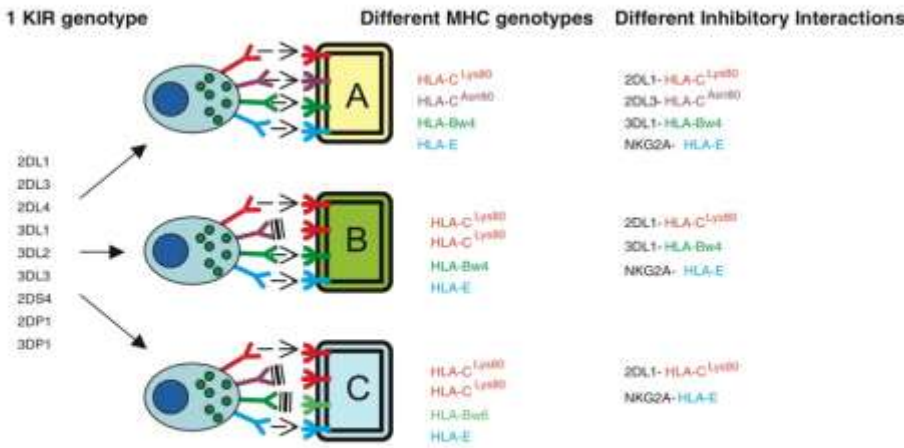 1 KIR genotype
Different MHC genotypes
Different Inhibitory Interactions
2DL1
2DL3
2DL4
3DL1
3DL2
3DL3
2DS4
2DP1
3DP1
A
HLA-C Lys80
HLA-C Asn80
HLA-Bw4
HLA-E
2DL1- HLA-C Lys80
2DL3- HLA-C Asn80
3DL1- HLA-Bw4
NKG2A- HLA-E
B
HLA-C Lys80
HLA-C Lys80
HLA-Bw4
HLA-E
2DL1- HLA-C Lys80
3DL1- HLA-Bw4
NKG2A- HLA-E
C
HLA-C Lys80
HLA-C Lys80
HLA-Bw6
HLA-E
2DL1- HLA-C Lys80
NKG2A- HLA-E